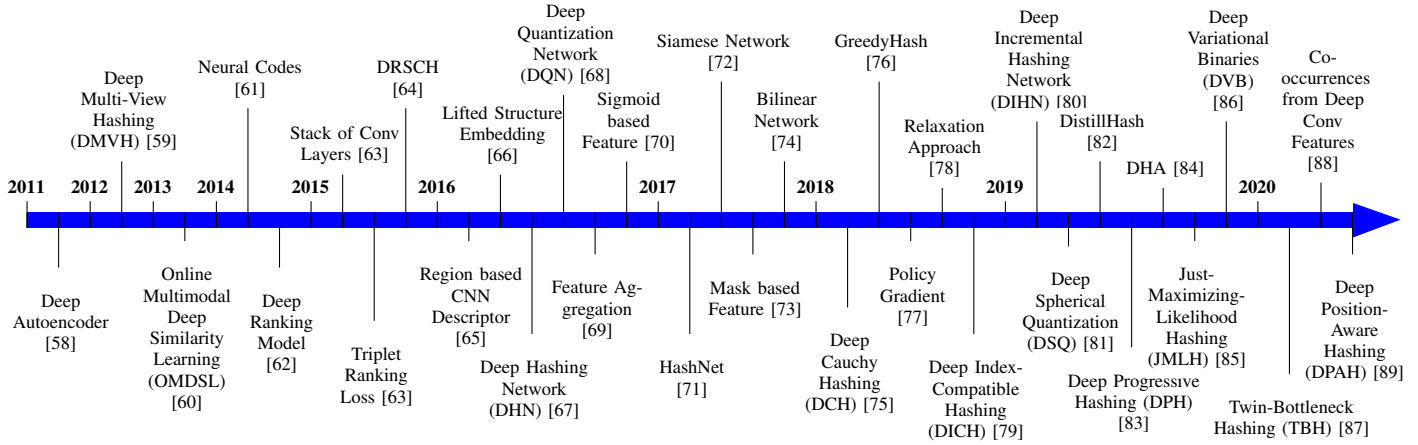 Deep
Multi-View
Hashing
(DMVH) [59]
Neural Codes
[61]
Stack of Conv
Layers [63]
DRSCH
[64]
Lifted Structure
Embedding
[66]
Deep
Quantization
Network
(DQN) [68]
Sigmoid
based
Feature [70]
Siamese Network
[72]
Bilinear
Network
[74]
GreedyHash
[76]
Relaxation
Approach
[78]
Deep
Incremental
Hashing
Network
(DIHN) [80]
DistillHash
[82]
DHA [84]
Deep
Variational
Binaries
(DVB)
[86]
Co-
occurrences
from Deep
Conv
Features
[88]
2011 2012 2013 2014 2015 2016 2017 2018 2019 2020
Deep
Autoencoder
[58]
Online
Multimodal
Deep
Similarity
Learning
(OMDSL)
[60]
Deep
Ranking
Model
[62]
Triplet
Ranking
Loss [63]
Region based
CNN
Descriptor
[65]
Deep Hashing
Network
(DHN) [67]
Feature Ag-
gregation
[69]
HashNet
[71]
Mask based
Feature [73]
Deep
Cauchy
Hashing
(DCH) [75]
Policy
Gradient
[77]
Deep Index-
Compatible
Hashing
(DICH) [79]
Deep
Spherical
Quantization
(DSQ) [81]
Deep Progressive
Hashing (DPH)
[83]
Just-
Maximizing-
Likelihood
Hashing
(JMLH) [85]
Twin-Bottleneck
Hashing (TBH) [87]
Deep
Position-
Aware
Hashing
(DPAH) [89]